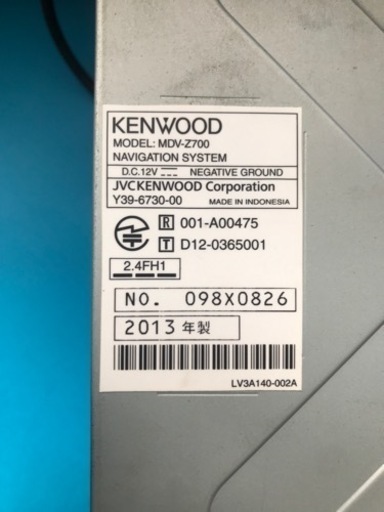 KENWOOD
MODEL: MDV-Z700
NAVIGATION SYSTEM
D.C.12V NEGATIVE GROUND
JVCKENWOOD Corporation
Y39-6730-00 MADE IN INDONESIA
R 001-A00475
T D12-0365001
2.4FH1
NO. 098X0826
2013年製
LV3A140-002A